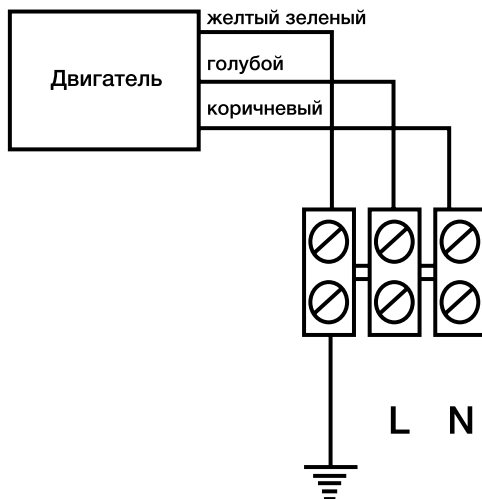 желтый зеленый
голубой
Двигатель
коричневый
L N